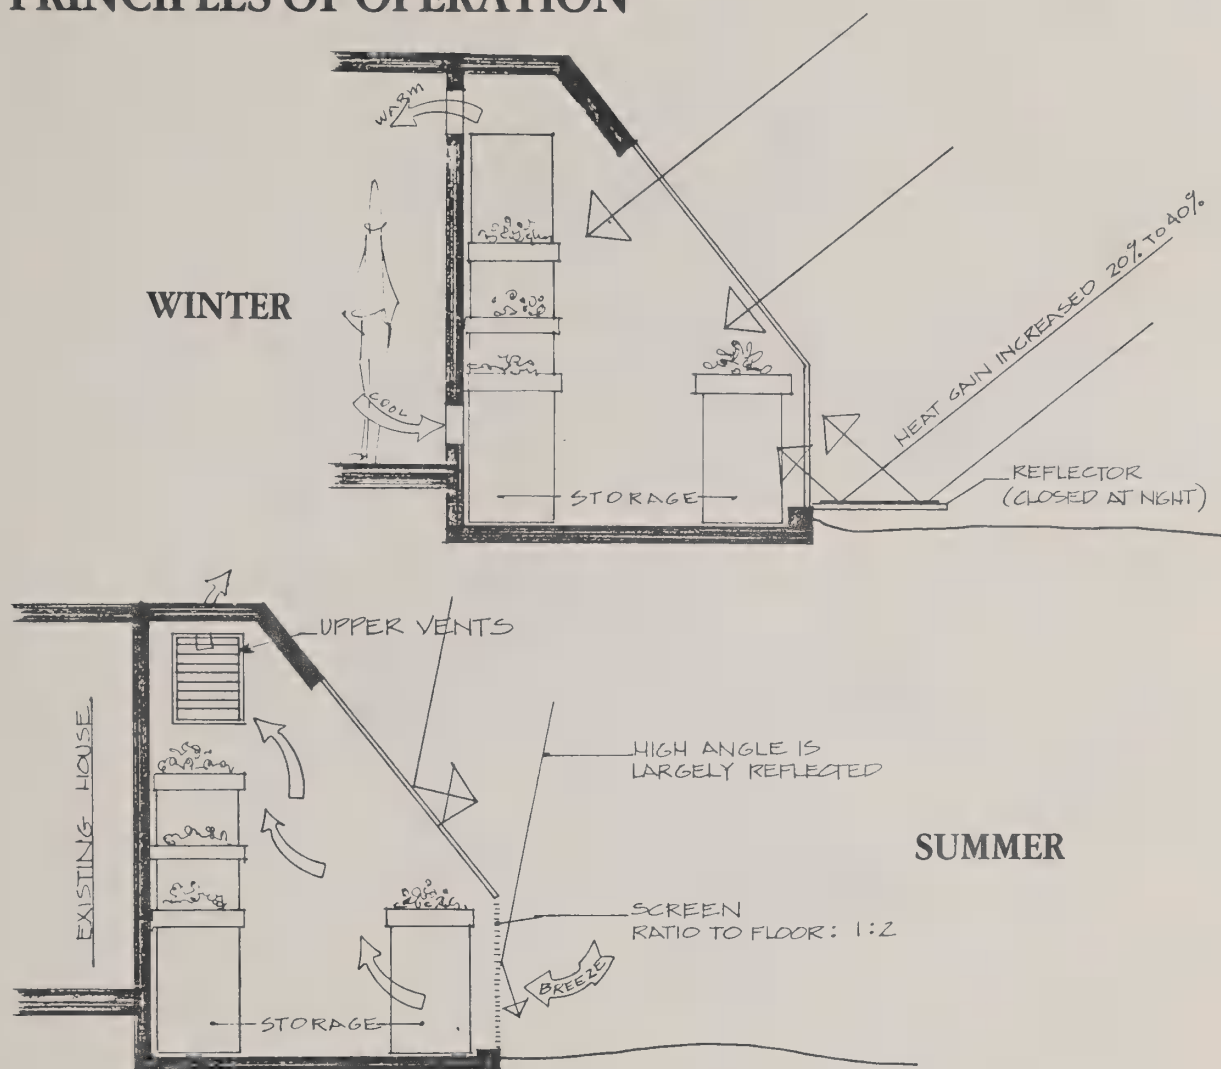 PRINCIPLES OF OPERATION
WARM
WINTER
COOL
HEAT GAIN INCREASED 20% TO 40%
REFLECTOR
(CLOSED AT NIGHT)
STORAGE
UPPER VENTS
EXISTING HOUSE
HIGH ANGLE IS
LARGELY REFLECTED
SUMMER
SCREEN
RATIO TO FLOOR: 1:2
BREEZE
STORAGE